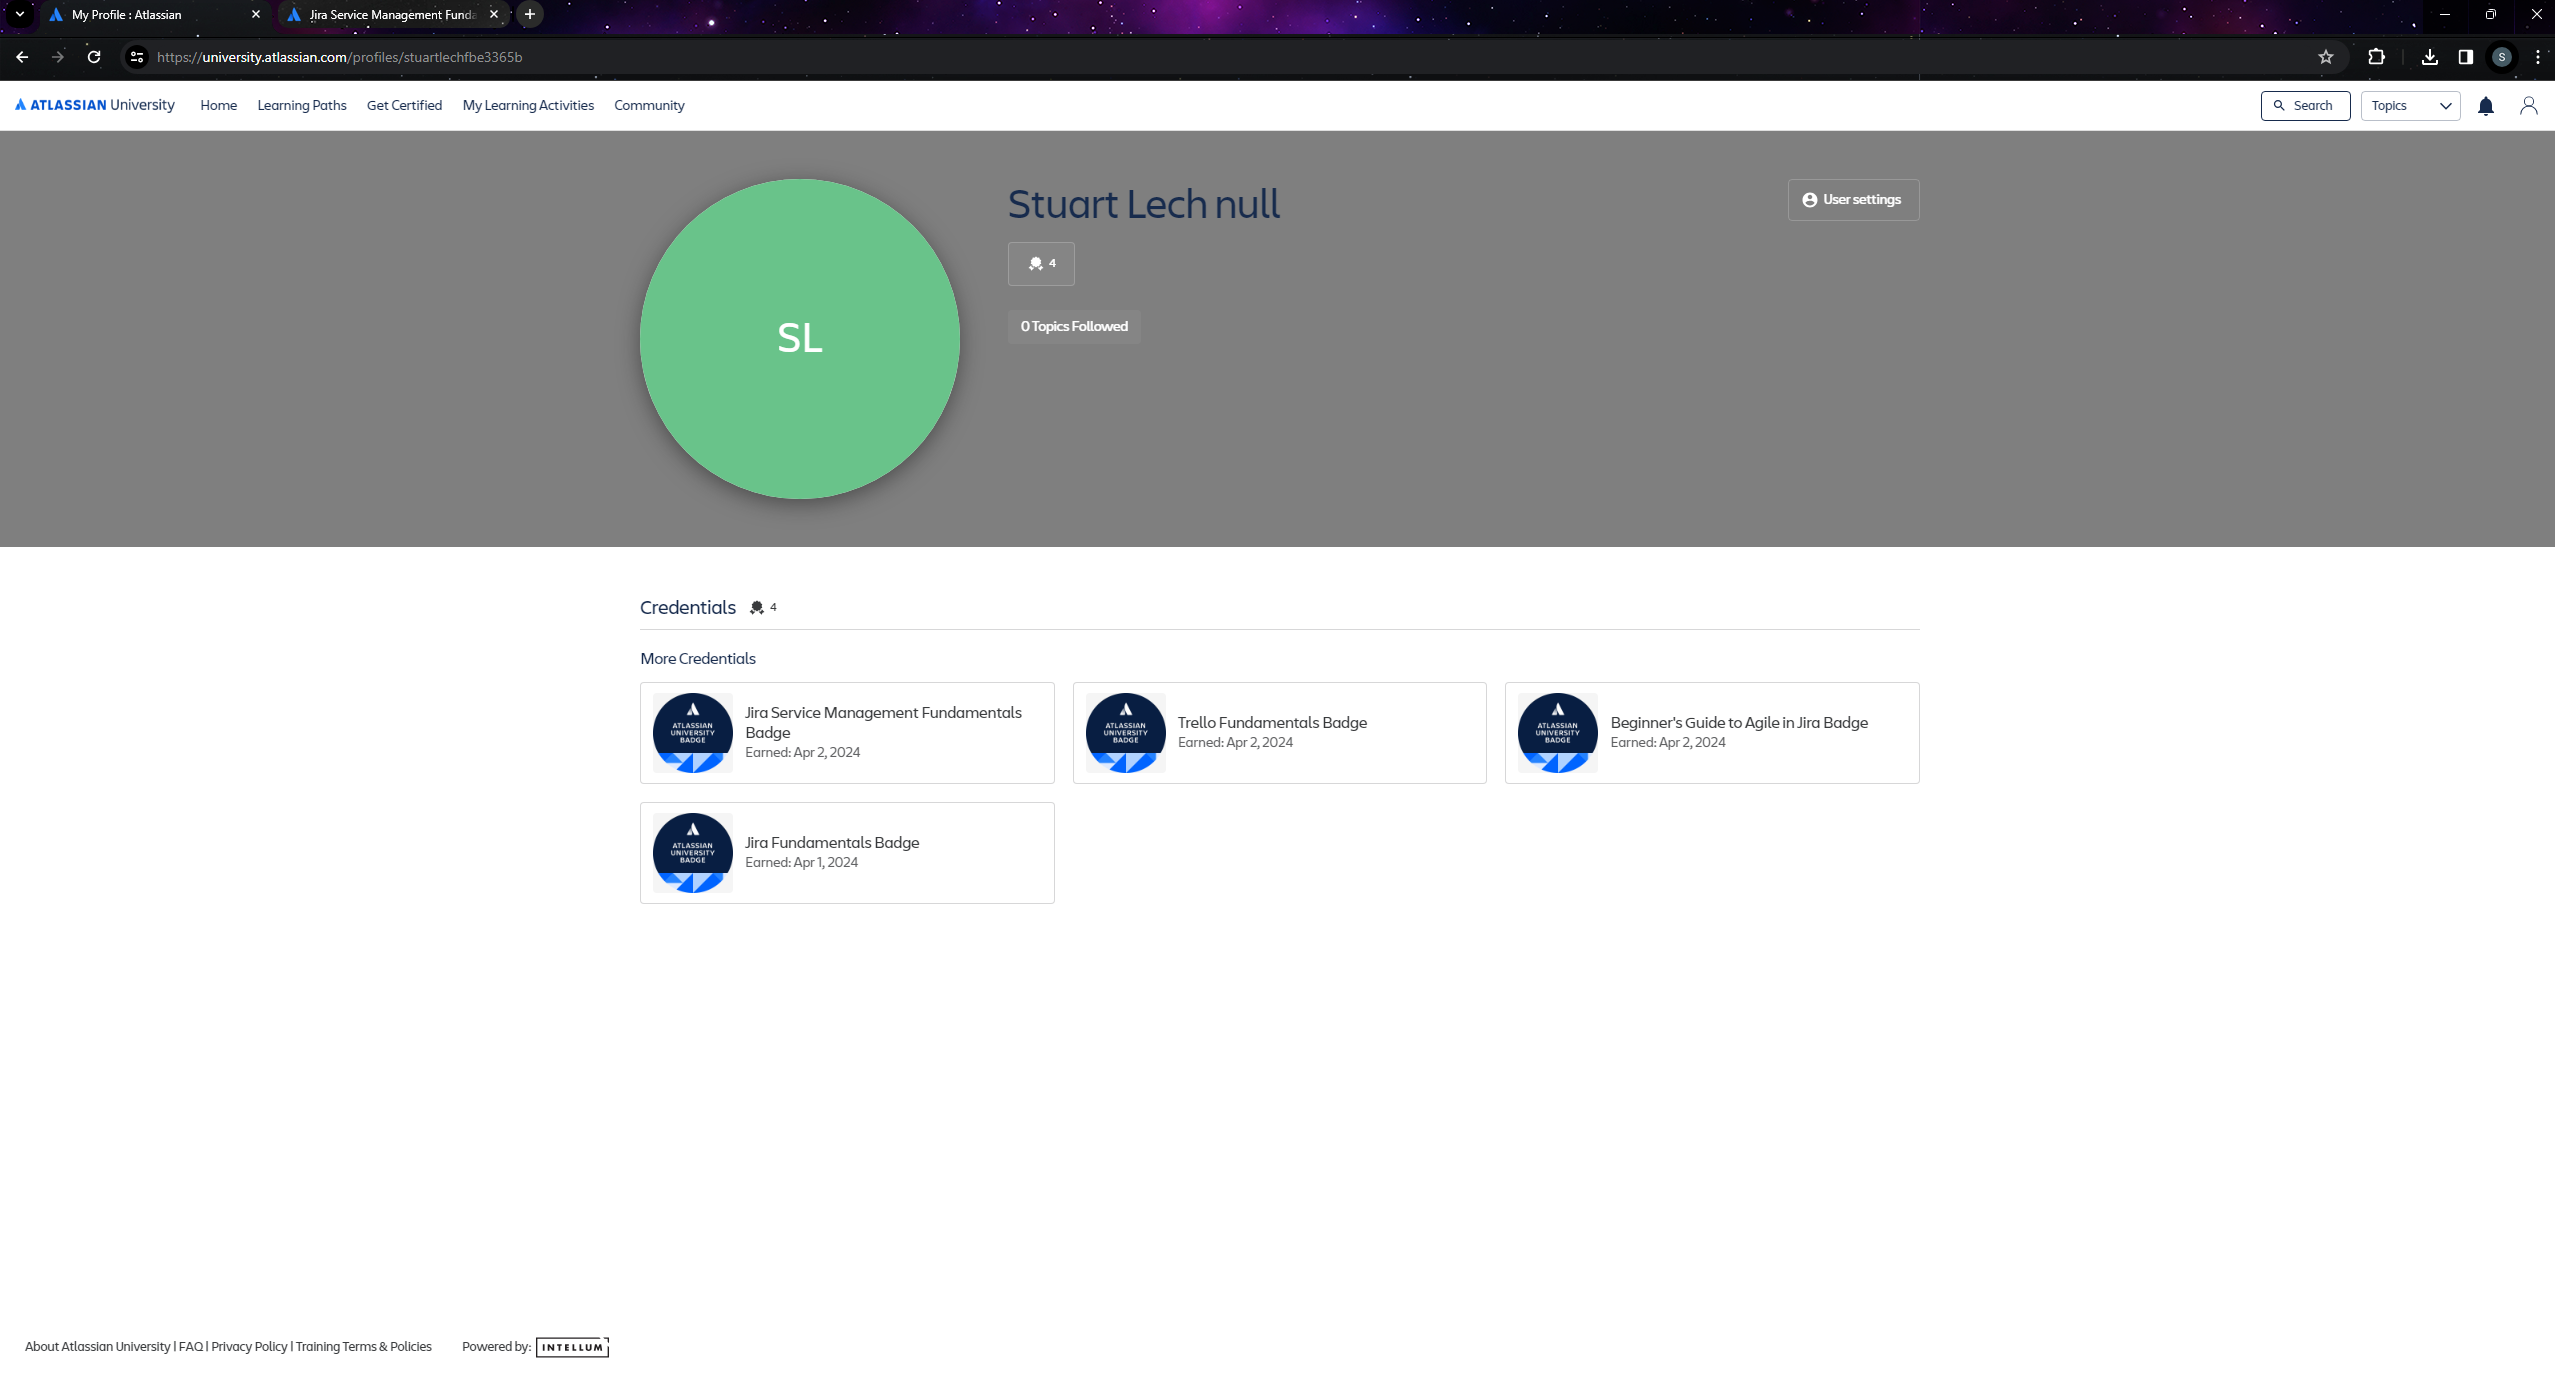 My Profile : Atlassian
Jira Service Management Funda
https://university.atlassian.com/profiles/stuartlechfbe3365b
S
ATLASSIAN University
Home
Learning Paths
Get Certified
My Learning Activities
Community
Search
Topics
SL
Stuart Lech null
User settings
4
0 Topics Followed
Credentials 4
More Credentials
ATLASSIAN
UNIVERSITY
BADGE
Jira Service Management Fundamentals
Badge
Earned: Apr 2, 2024
ATLASSIAN
UNIVERSITY
BADGE
Trello Fundamentals Badge
Earned: Apr 2, 2024
ATLASSIAN
UNIVERSITY
BADGE
Beginner's Guide to Agile in Jira Badge
Earned: Apr 2, 2024
ATLASSIAN
UNIVERSITY
BADGE
Jira Fundamentals Badge
Earned: Apr 1, 2024
About Atlassian University | FAQ | Privacy Policy | Training Terms & Policies
Powered by: INTELLUM